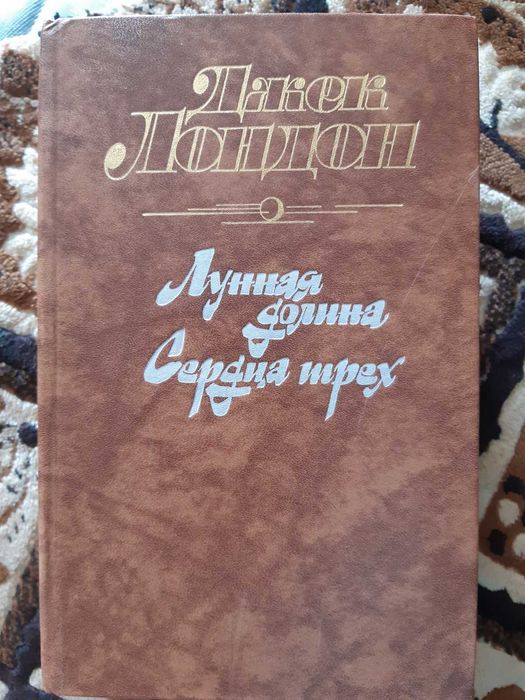 Джек
Лондон
Лунная
долина
Сердца трех